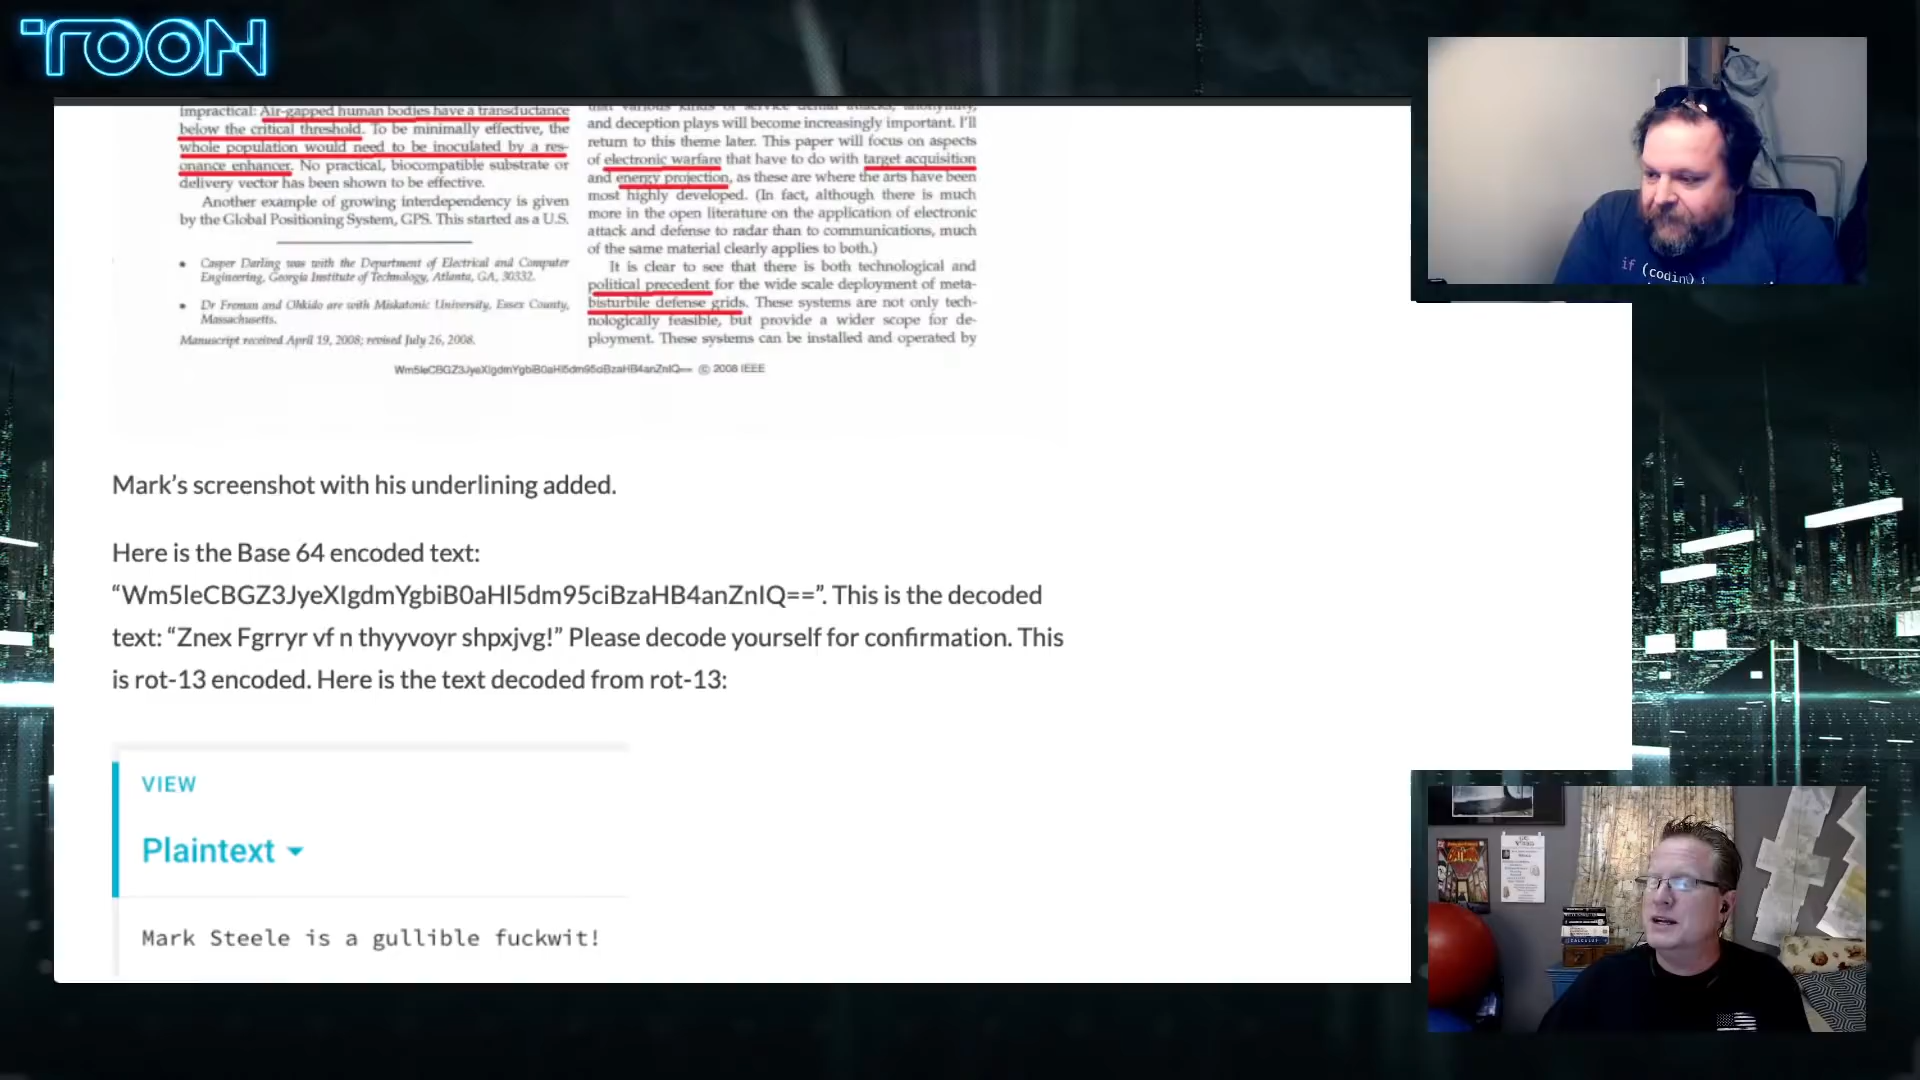 TOON
impractical: Air-gapped human bodies have a transductance
below the critical threshold. To be minimally effective, the
whole population would need to be inoculated by a res-
onance enhancer. No practical, biocompatible substrate or
delivery vector has been shown to be effective.
Another example of growing interdependency is given
by the Global Positioning System, GPS. This started as a U.S.
• Casper Darling was with the Department of Electrical and Computer
Engineering, Georgia Institute of Technology, Atlanta, GA, 30332.
• Dr Freman and Ohkido are with Miskatonic University, Essex County,
Massachusetts.
Manuscript received April 19, 2008; revised July 26, 2008.
that various kinds of service denial attacks, anonymity,
and deception plays will become increasingly important. I'll
return to this theme later. This paper will focus on aspects
of electronic warfare that have to do with target acquisition
and energy projection, as these are where the arts have been
most highly developed. (In fact, although there is much
more in the open literature on the application of electronic
attack and defense to radar than to communications, much
of the same material clearly applies to both.)
It is clear to see that there is both technological and
political precedent for the wide scale deployment of meta-
bisturbile defense grids. These systems are not only tech-
nologically feasible, but provide a wider scope for de-
ployment. These systems can be installed and operated by
Wm5leCBGZ3JyeXIgdmYgbiB0aHl5dm95ciBzaHB4anZnIQ== © 2008 IEEE
Mark’s screenshot with his underlining added.
Here is the Base 64 encoded text:
“Wm5leCBGZ3JyeXIgdmYgbiB0aHl5dm95ciBzaHB4anZnIQ==”. This is the decoded
text: “Znex Fgrryr vf n thyyvoyr shpxjvg!” Please decode yourself for confirmation. This
is rot-13 encoded. Here is the text decoded from rot-13:
VIEW
Plaintext
Mark Steele is a gullible fuckwit!
if (coding) {
CALCULUS